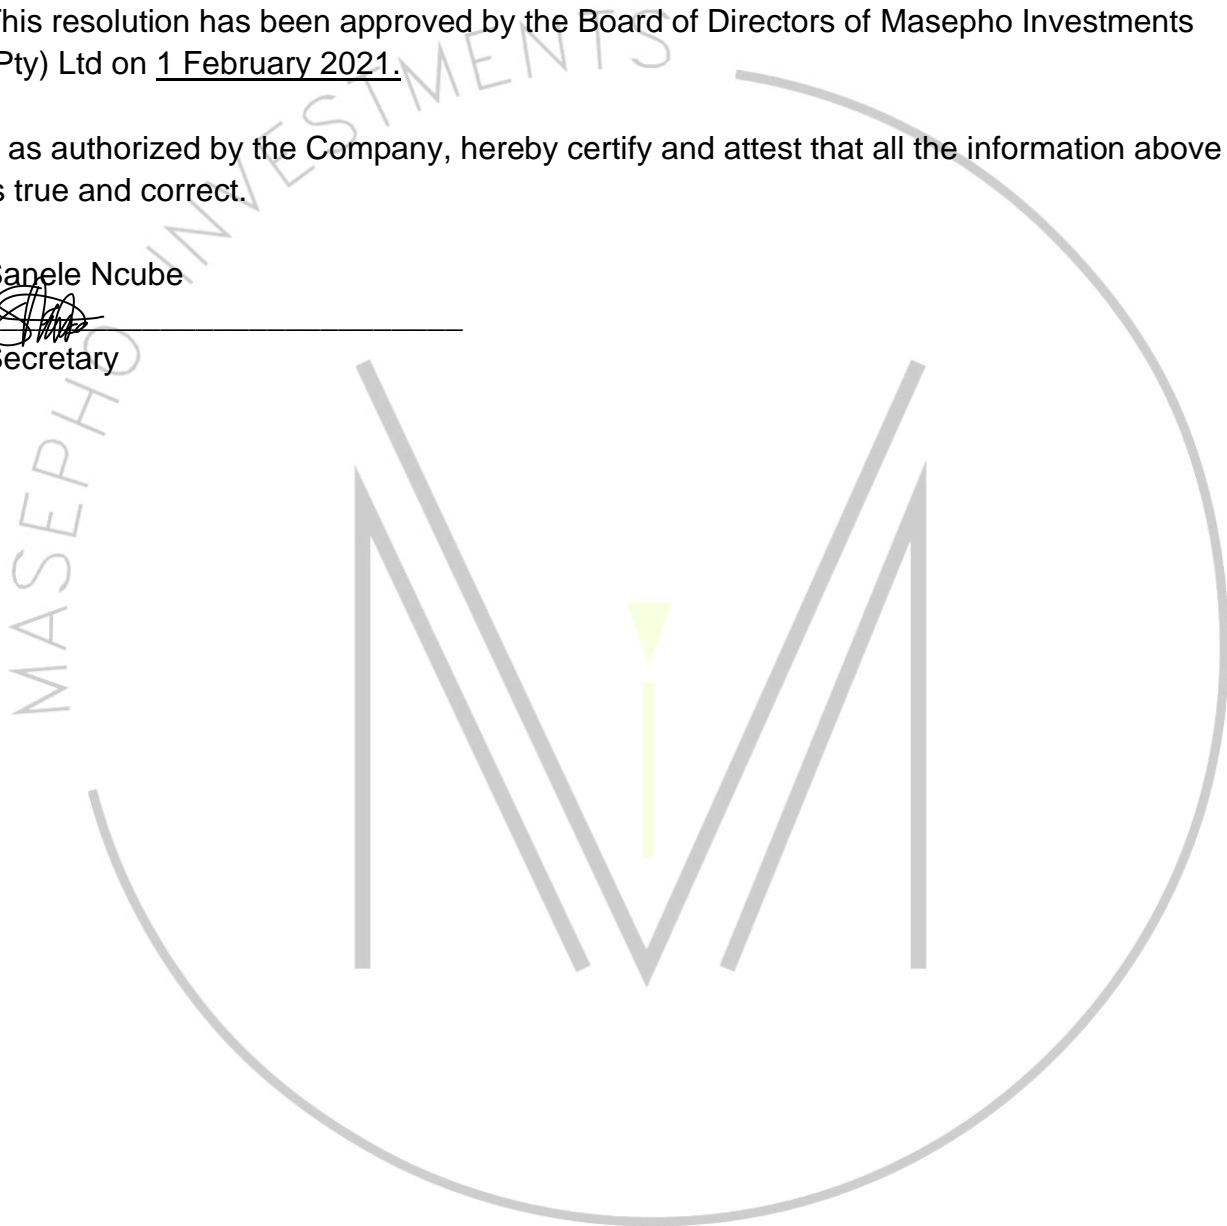 his resolution has been approved by the Board of Directors of Masepho Investments
Pty) Ltd on 1 February 2021.
as authorized by the Company, hereby certify and attest that all the information above
s true and correct.
Sanele Ncube
Secretary
MASEPHO INVESTMENTS